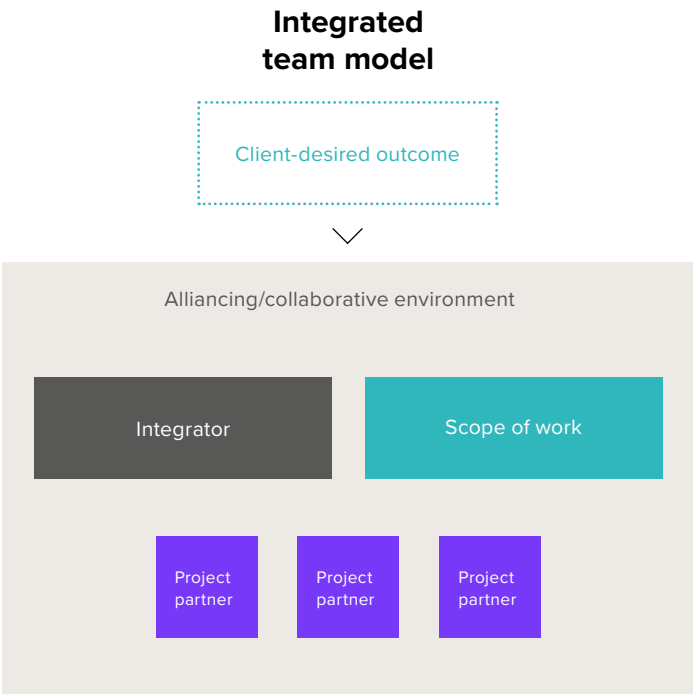 Integrated
team model
Client-desired outcome
Alliancing/collaborative environment
Integrator
Scope of work
Project
partner
Project
partner
Project
partner